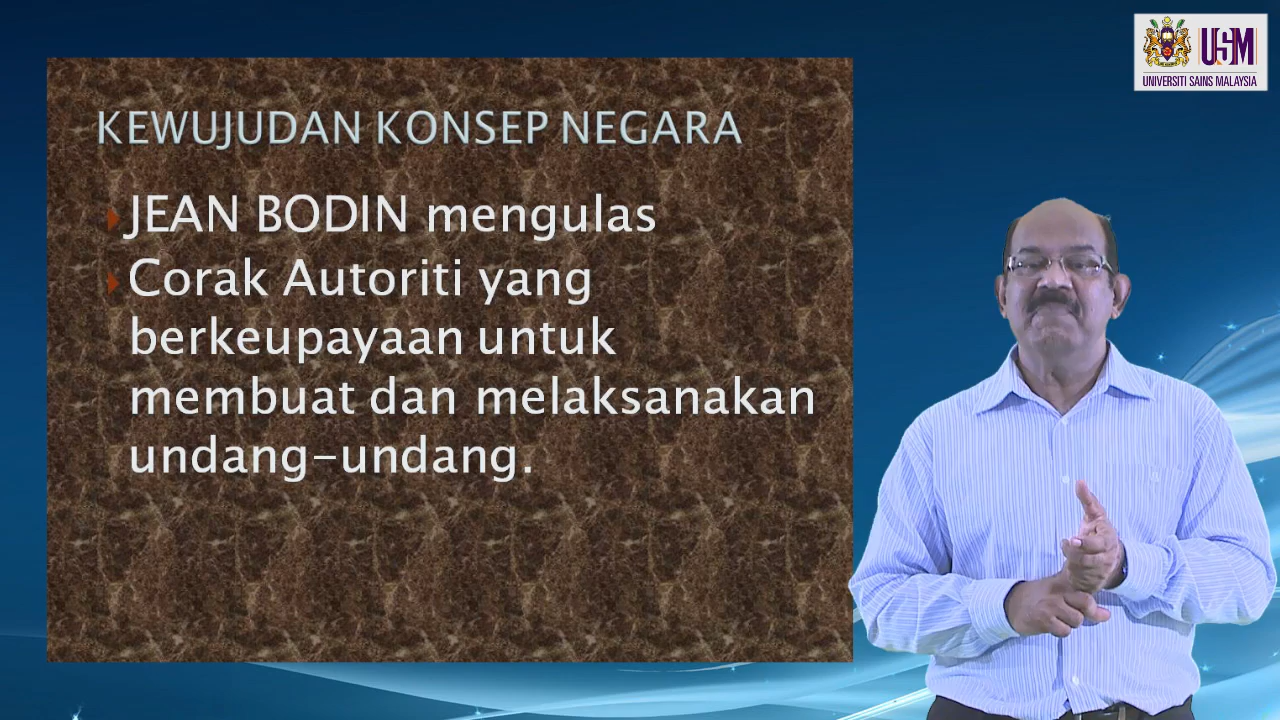 USM
UNIVERSITI SAINS MALAYSIA
KEWUJUDAN KONSEP NEGARA
JEAN BODIN mengulas
Corak Autoriti yang
berkeupayaan untuk
membuat dan melaksanakan
undang-undang.